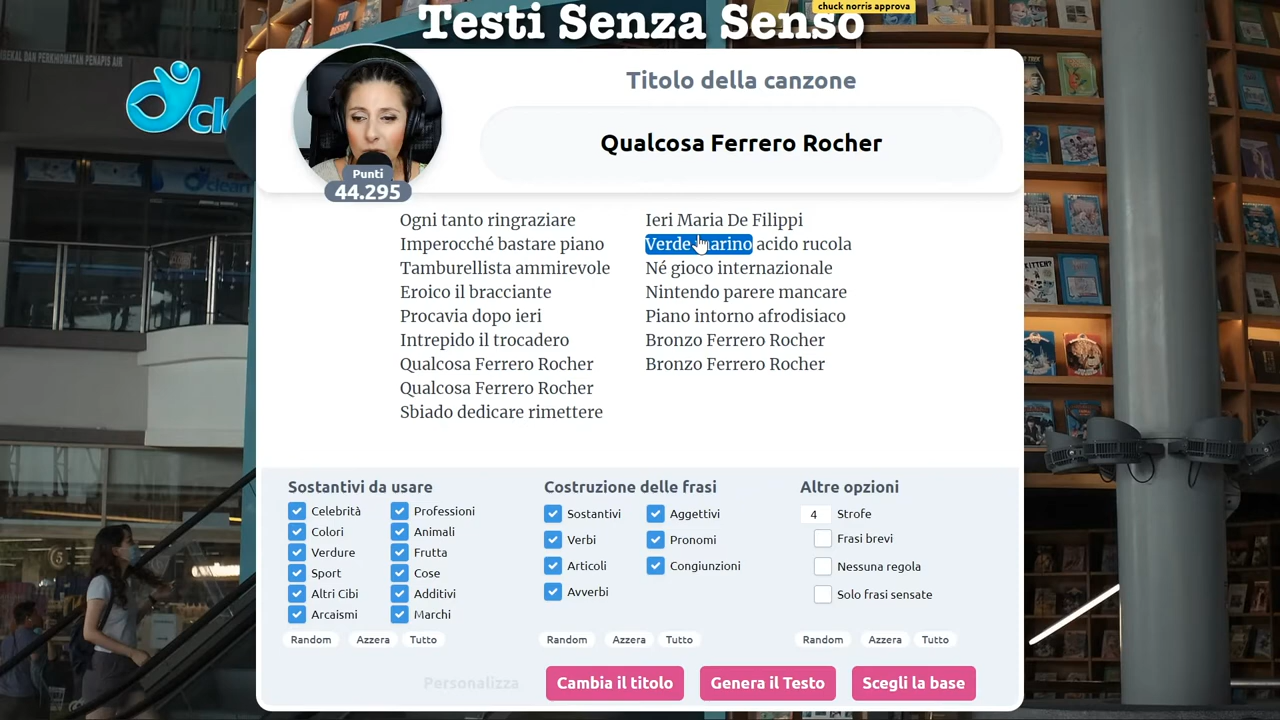 chuck norris approva
Testi Senza Senso
Titolo della canzone
Qualcosa Ferrero Rocher
Punti
44.295
Ogni tanto ringraziare
Imperocché bastare piano
Tamburellista ammirevole
Eroico il bracciante
Procavia dopo ieri
Intrepido il trocadero
Qualcosa Ferrero Rocher
Qualcosa Ferrero Rocher
Sbiado dedicare rimettere
Ieri Maria De Filippi
Verde marino acido rucola
Né gioco internazionale
Nintendo parere mancare
Piano intorno afrodisiaco
Bronzo Ferrero Rocher
Bronzo Ferrero Rocher
Sostantivi da usare
Celebrità
Professioni
Colori
Animali
Verdure
Frutta
Sport
Cose
Altri Cibi
Additivi
Arcaismi
Marchi
Random Azzera Tutto
Costruzione delle frasi
Sostantivi
Aggettivi
Verbi
Pronomi
Articoli
Congiunzioni
Avverbi
Random Azzera Tutto
Altre opzioni
4 Strofe
Frasi brevi
Nessuna regola
Solo frasi sensate
Random Azzera Tutto
Personalizza
Cambia il titolo
Genera il Testo
Scegli la base